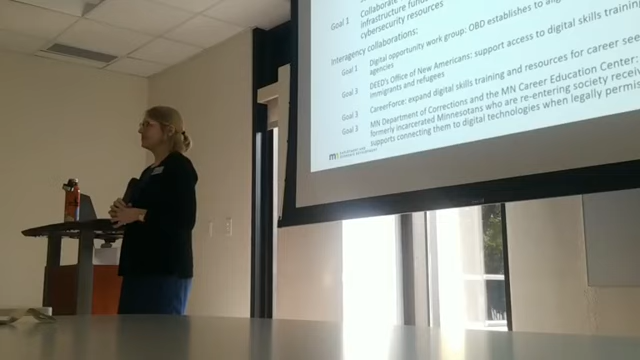 Goal 1 Collaborate
infrastructure fund
cybersecurity resources
Interagency collaborations:
Goal 1. Digital opportunity work group: OBD establishes to alig
agencies
Goal 3 DEED's Office of New Americans: support access to digital skills trainin
immigrants and refugees
Goal 3 CareerForce: expand digital skills training and resources for career see
Goal 3 MN Department of Corrections and the MN Career Education Center:
formerly incarcerated Minnesotans who are re-entering society receiv
supports connecting them to digital technologies when legally permis